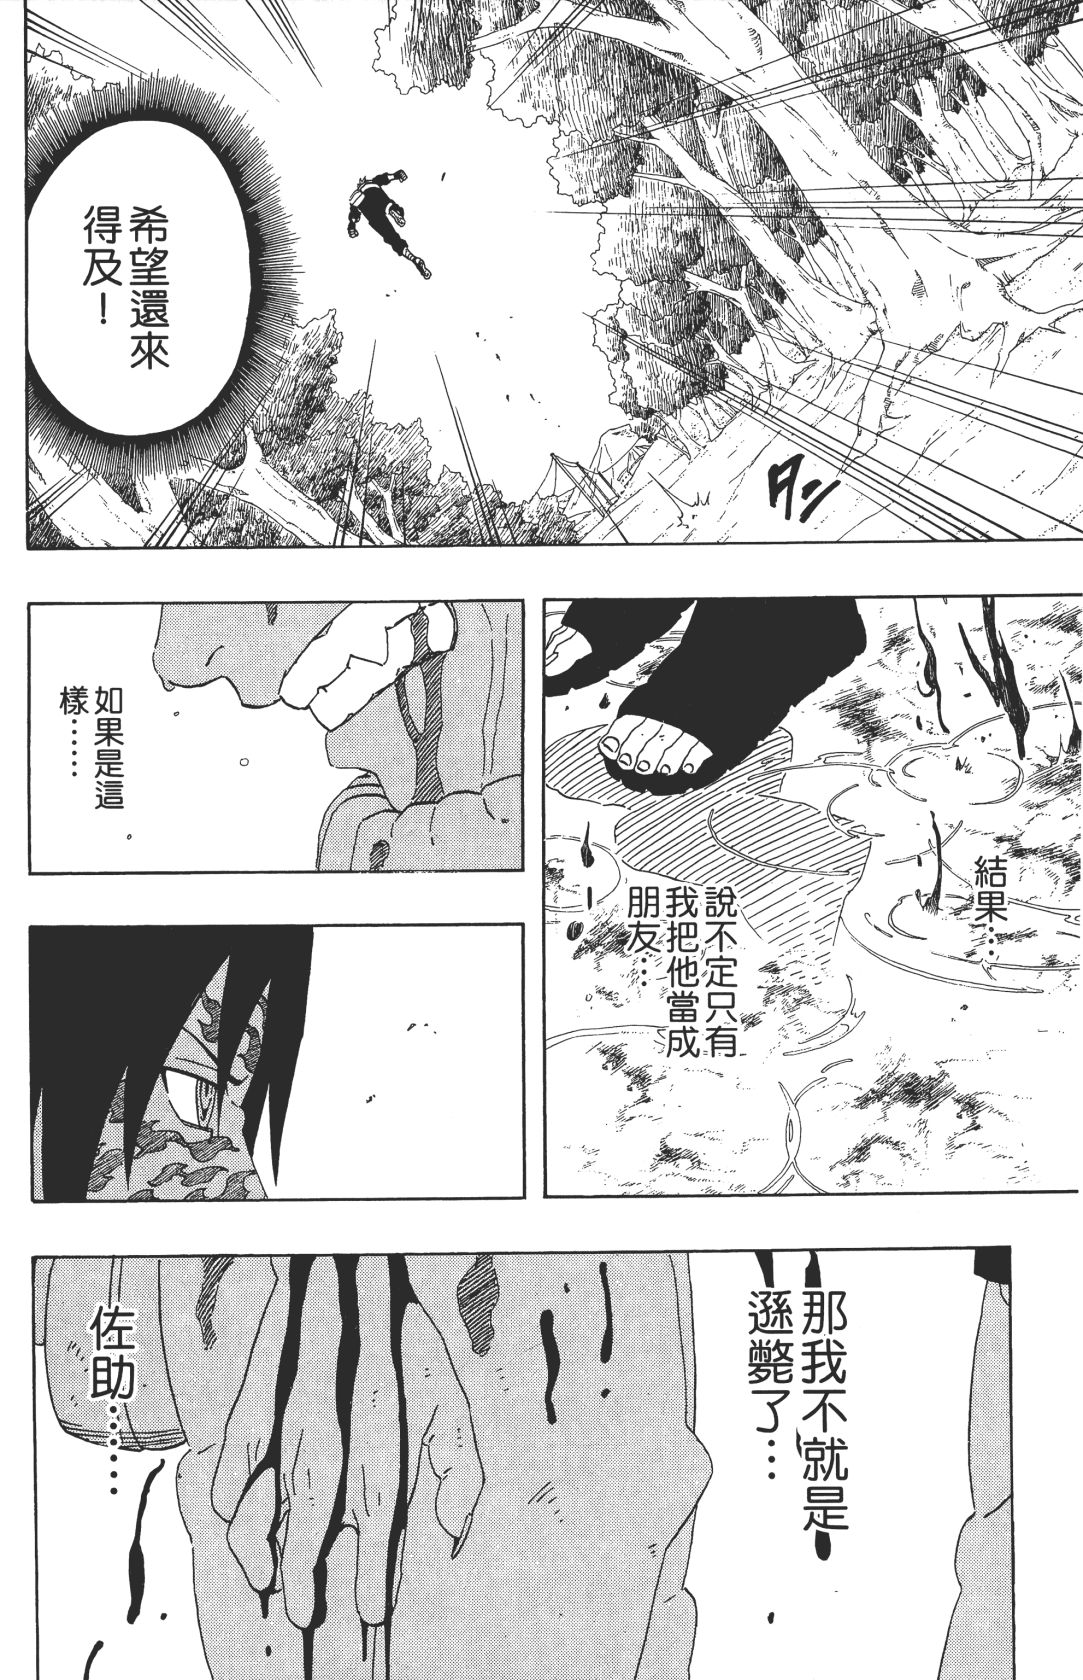 希望還來
得及！
タッ
結果…
說不定只有
我把他當成
朋友…
如果是這
樣……
那我不就是
遜斃了…
佐助……